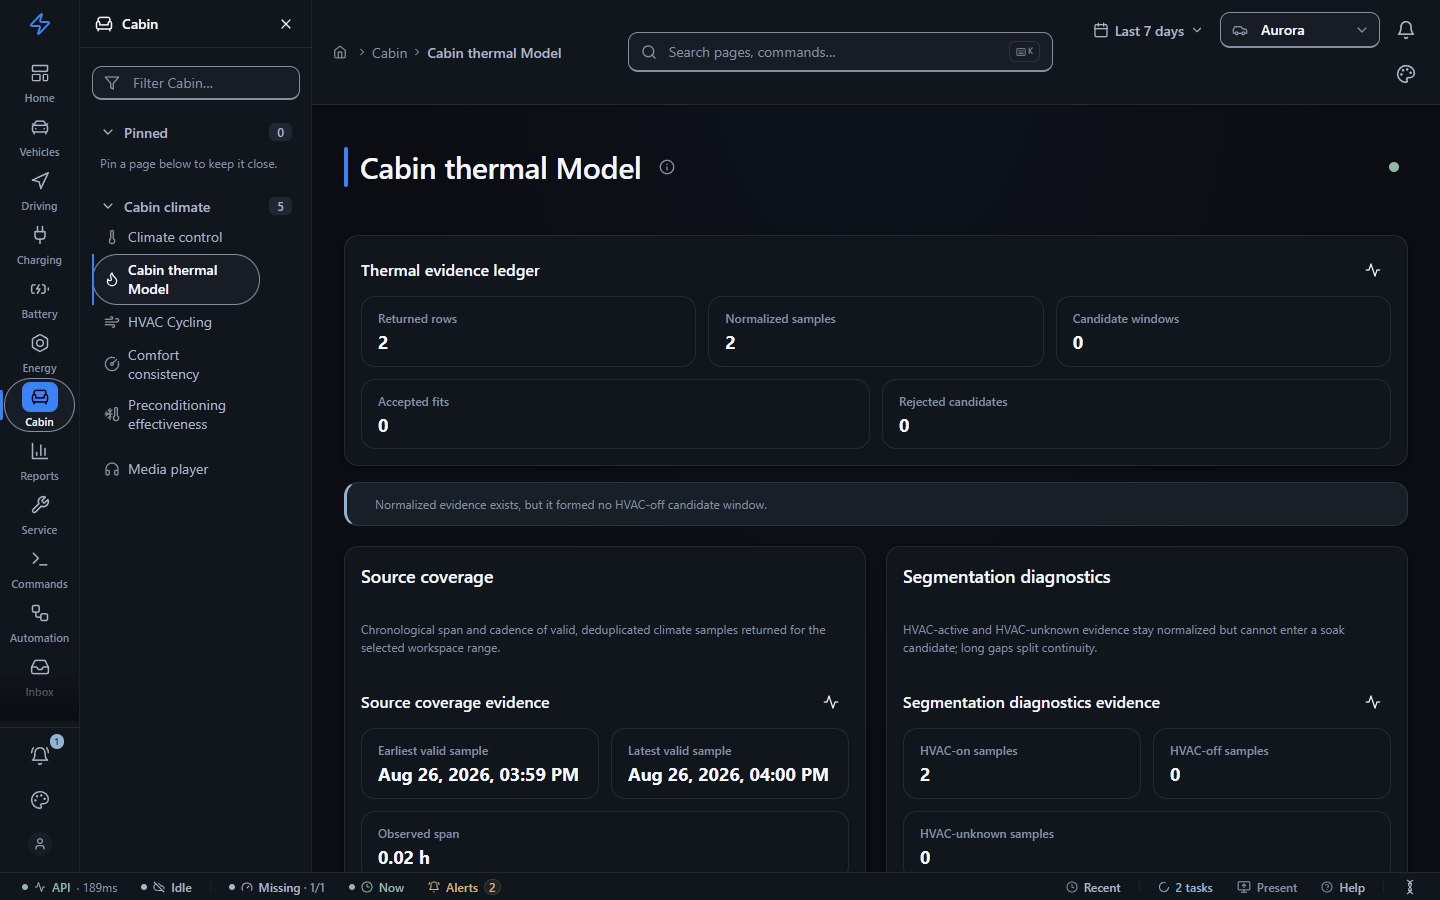 Home
Vehicles
Driving
Charging
Battery
Energy
Cabin
Reports
Service
Commands
Automation
Inbox
1
Cabin
Filter Cabin...
Pinned 0
Pin a page below to keep it close.
Cabin climate 5
Climate control
Cabin thermal
Model
HVAC Cycling
Comfort
consistency
Preconditioning
effectiveness
Media player
Cabin
Cabin thermal Model
Search pages, commands...
K
Last 7 days
Aurora
Cabin thermal Model
Thermal evidence ledger
Returned rows
2
Normalized samples
2
Candidate windows
0
Accepted fits
0
Rejected candidates
0
Normalized evidence exists, but it formed no HVAC-off candidate window.
Source coverage
Chronological span and cadence of valid, deduplicated climate samples returned for the
selected workspace range.
Source coverage evidence
Earliest valid sample
Aug 26, 2026, 03:59 PM
Latest valid sample
Aug 26, 2026, 04:00 PM
Observed span
0.02 h
Segmentation diagnostics
HVAC-active and HVAC-unknown evidence stay normalized but cannot enter a soak
candidate; long gaps split continuity.
Segmentation diagnostics evidence
HVAC-on samples
2
HVAC-off samples
0
HVAC-unknown samples
0
API · 189ms
Idle
Missing · 1/1
Now
Alerts 2
Recent
2 tasks
Present
Help